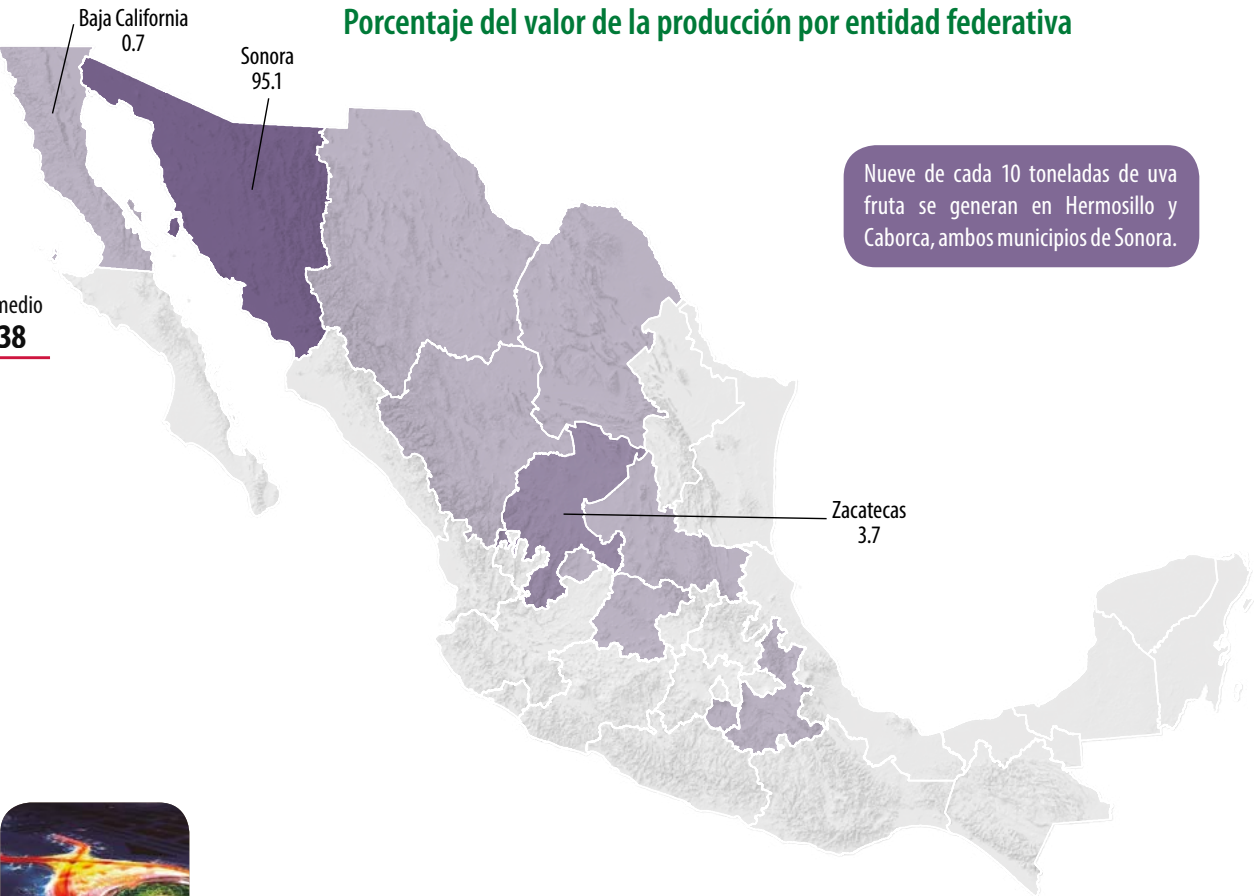 Porcentaje del valor de la producción por entidad federativa
Baja California
0.7
Sonora
95.1
Nueve de cada 10 toneladas de uva
fruta se generan en Hermosillo y
Caborca, ambos municipios de Sonora.
38
Zacatecas
3.7